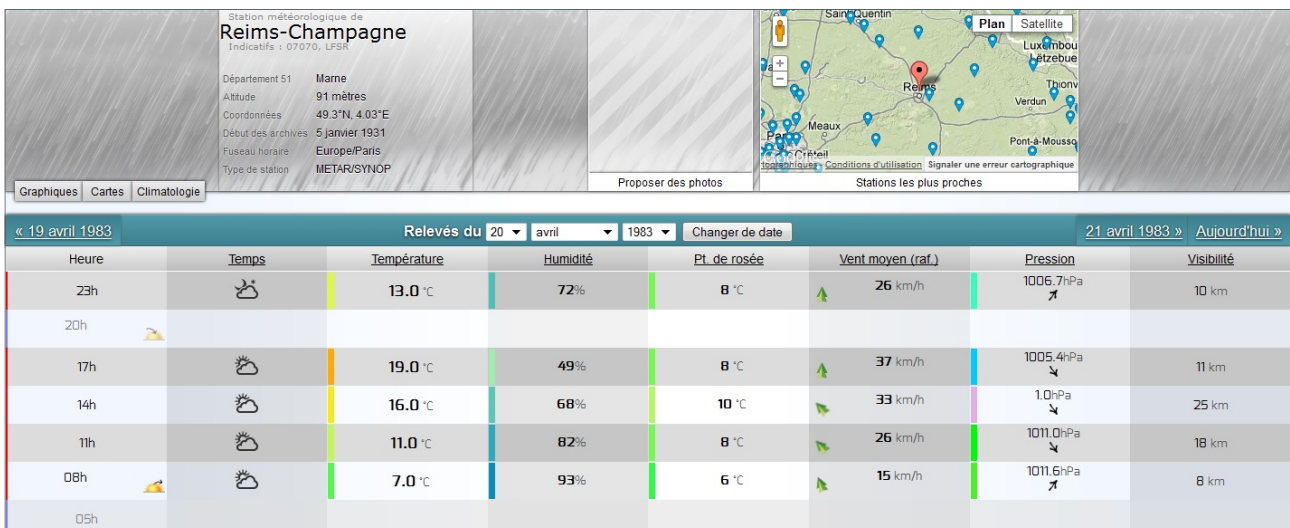 Station météorologique de
Reims-Champagne
Indicatifs : 07070, LFSR
Département 51 Marne
Altitude 91 mètres
Coordonnées 49.3°N, 4.03°E
Début des archives 5 janvier 1931
Fuseau horaire Europe/Paris
Type de station METAR/SYNOP
Graphiques Cartes Climatologie
Proposer des photos
Plan Satellite
Saint-Quentin
Luxembou
Lëtzebue
Thionv
Reims
Verdun
Meaux
Pont-à-Mousso
Créteil
Conditions d'utilisation Signaler une erreur cartographique
Stations les plus proches
« 19 avril 1983 Relevés du 20 avril 1983 Changer de date 21 avril 1983 » Aujourd'hui »
Heure Temps Température Humidité Pt. de rosée Vent moyen (raf.) Pression Visibilité
23h 13.0 °C 72% 8 °C 26 km/h 1006.7hPa 10 km
20h
17h 19.0 °C 49% 8 °C 37 km/h 1005.4hPa 11 km
14h 16.0 °C 68% 10 °C 33 km/h 1.0hPa 25 km
11h 11.0 °C 82% 8 °C 26 km/h 1011.0hPa 18 km
08h 7.0 °C 93% 6 °C 15 km/h 1011.6hPa 8 km
05h